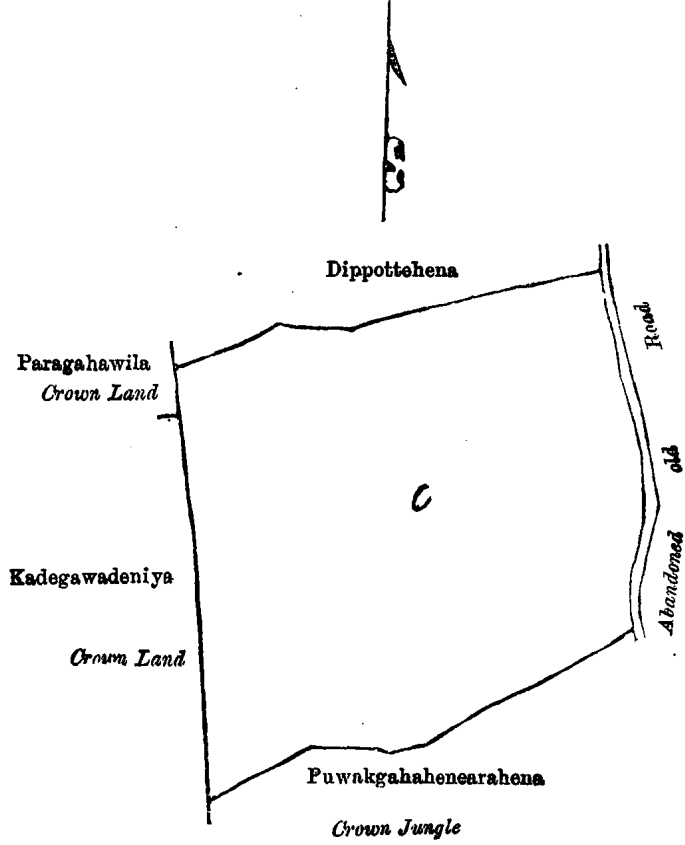 Dippottehena
Road
Paragahawila
Crown Land
old
C
Kadegawadeniya
Abandoned
Crown Land
Puwakgahahenearahena
Crown Jungle